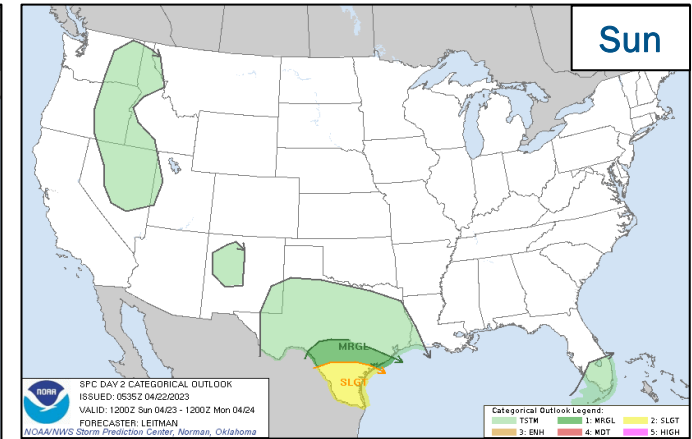 Sun
MRGL
SLGT
NOAA
SPC DAY 2 CATEGORICAL OUTLOOK
ISSUED: 0535Z 04/22/2023
VALID: 1200Z Sun 04/23 - 1200Z Mon 04/24
FORECASTER: LEITMAN
NOAA/NWS Storm Prediction Center, Norman, Oklahoma
Categorical Outlook Legend:
TSTM 1: MRGL 2: SLGT
3: ENH 4: MDT 5: HIGH